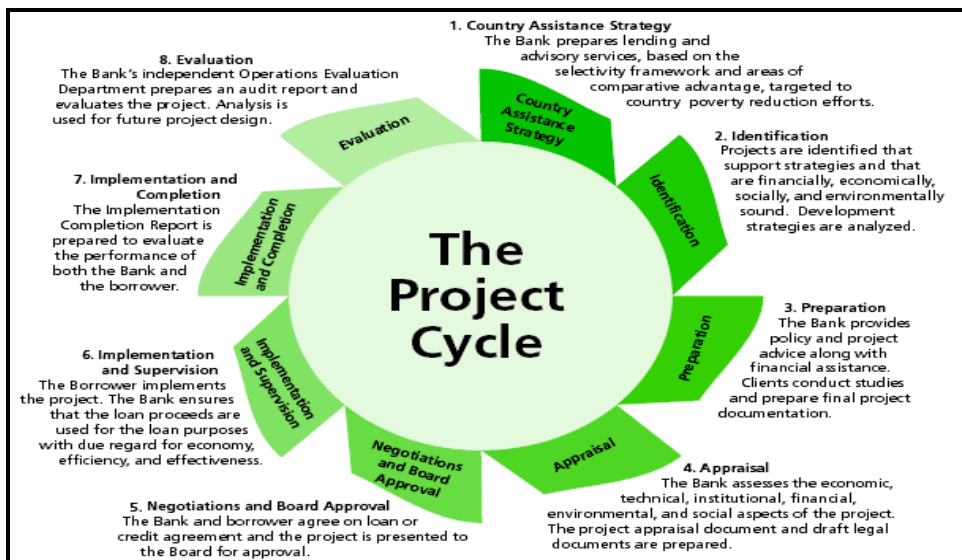 1. Country Assistance Strategy
The Bank prepares lending and
advisory services, based on the
selectivity framework and areas of
comparative advantage, targeted to
country poverty reduction efforts.
2. Identification
Projects are identified that
support strategies and that
are financially, economically,
socially, and environmentally
sound. Development
strategies are analyzed.
3. Preparation
The Bank provides
policy and project
advice along with
financial assistance.
Clients conduct studies
and prepare final project
documentation.
4. Appraisal
The Bank assesses the economic,
technical, institutional, financial,
environmental, and social aspects of the project.
The project appraisal document and draft legal
documents are prepared.
5. Negotiations and Board Approval
The Bank and borrower agree on loan or
credit agreement and the project is presented to
the Board for approval.
6. Implementation
and Supervision
The Borrower implements
the project. The Bank ensures
that the loan proceeds are
used for the loan purposes
with due regard for economy,
efficiency, and effectiveness.
7. Implementation and
Completion
The Implementation
Completion Report is
prepared to evaluate
the performance of
both the Bank and
the borrower.
8. Evaluation
The Bank's independent Operations Evaluation
Department prepares an audit report and
evaluates the project. Analysis is
used for future project design.
Country
Assistance
Strategy
Identification
Preparation
Appraisal
Negotiations
and Board
Approval
Implementation
and Supervision
Implementation
and Completion
Evaluation
The
Project
Cycle